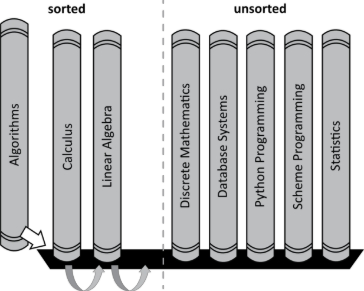 sorted
unsorted
Algorithms
Calculus
Linear Algebra
Discrete Mathematics
Database Systems
Python Programming
Scheme Programming
Statistics